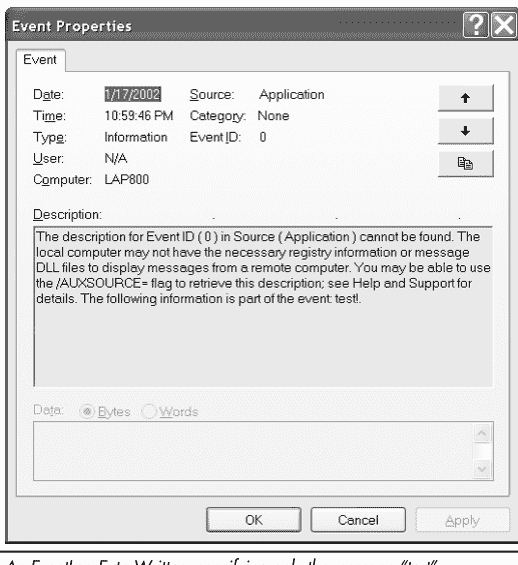 Event Properties
Event
Date: 1/17/2002 Source: Application
Time: 10:59:46 PM Category: None
Type: Information Event ID: 0
User: N/A
Computer: LAP800
Description:
The description for Event ID ( 0 ) in Source ( Application ) cannot be found. The
local computer may not have the necessary registry information or message
DLL files to display messages from a remote computer. You may be able to use
the /AUXSOURCE= flag to retrieve this description; see Help and Support for
details. The following information is part of the event: test!.
Data: Bytes Words
OK Cancel Apply